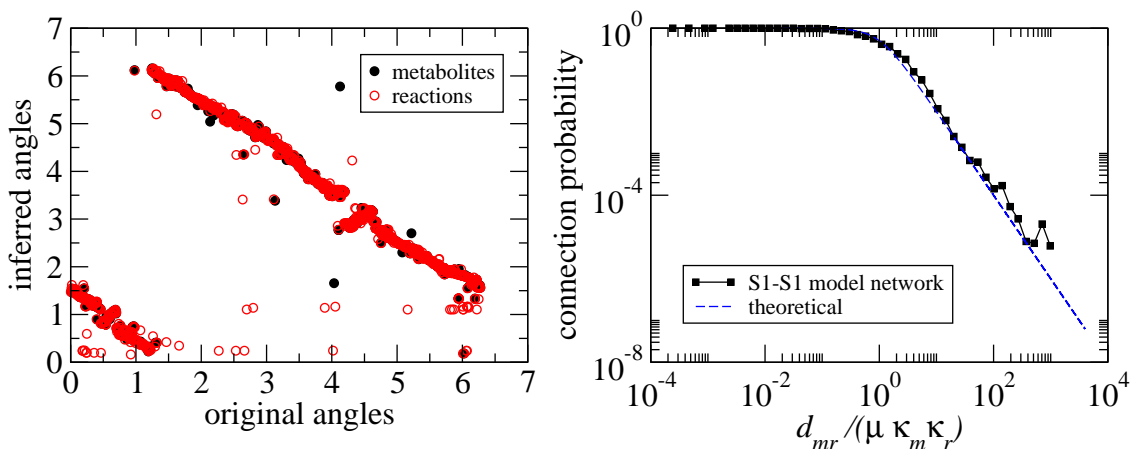 7
6
5
4
3
2
1
0
inferred angles
metabolites
reactions
0 1 2 3 4 5 6 7
original angles
10^0
10^-4
10^-8
connection probability
S1-S1 model network
theoretical
10^-4 10^-2 10^0 10^2 10^4
d_mr /(μ κ_m κ_r)